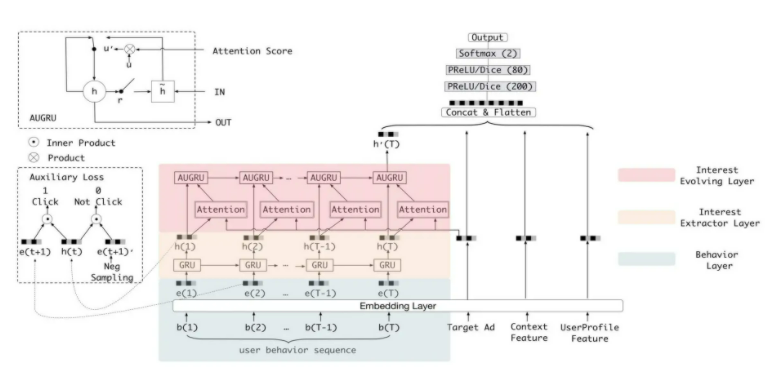 Output
Softmax (2)
PReLU/Dice (80)
PReLU/Dice (200)
Concat & Flatten
u' u
Attention Score
h r h̃
IN
AUGRU
OUT
Inner Product
Product
Auxiliary Loss
1 0
Click Not Click
e(t+1) h(t) e(t+1)'
Neg
Sampling
h'(T)
AUGRU AUGRU … AUGRU AUGRU
Attention Attention Attention Attention
h(1) h(2) h(T-1) h(T)
GRU GRU … GRU GRU
e(1) e(2) … e(T-1) e(T)
Embedding Layer
b(1) b(2) … b(T-1) b(T)
user behavior sequence
Target Ad
Context
Feature
UserProfile
Feature
Interest
Evolving Layer
Interest
Extractor Layer
Behavior
Layer